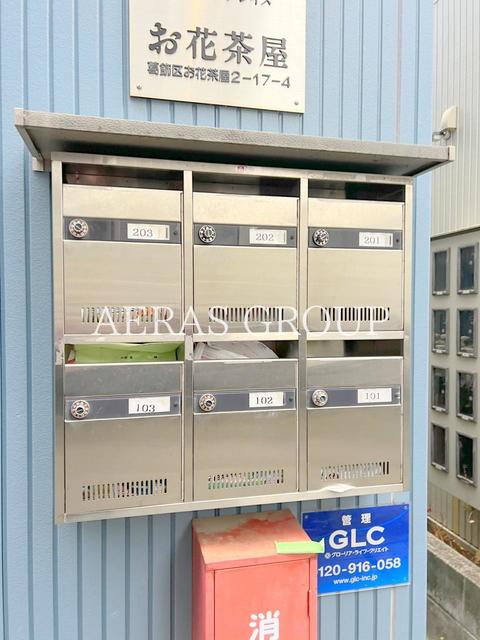 お花茶屋
葛飾区お花茶屋2-17-4
203
202
201
AERAS GROUP
103
102
101
管理
GLC
グローリア・ライフ・クリエイト
120-916-058
www.glc-inc.jp
消